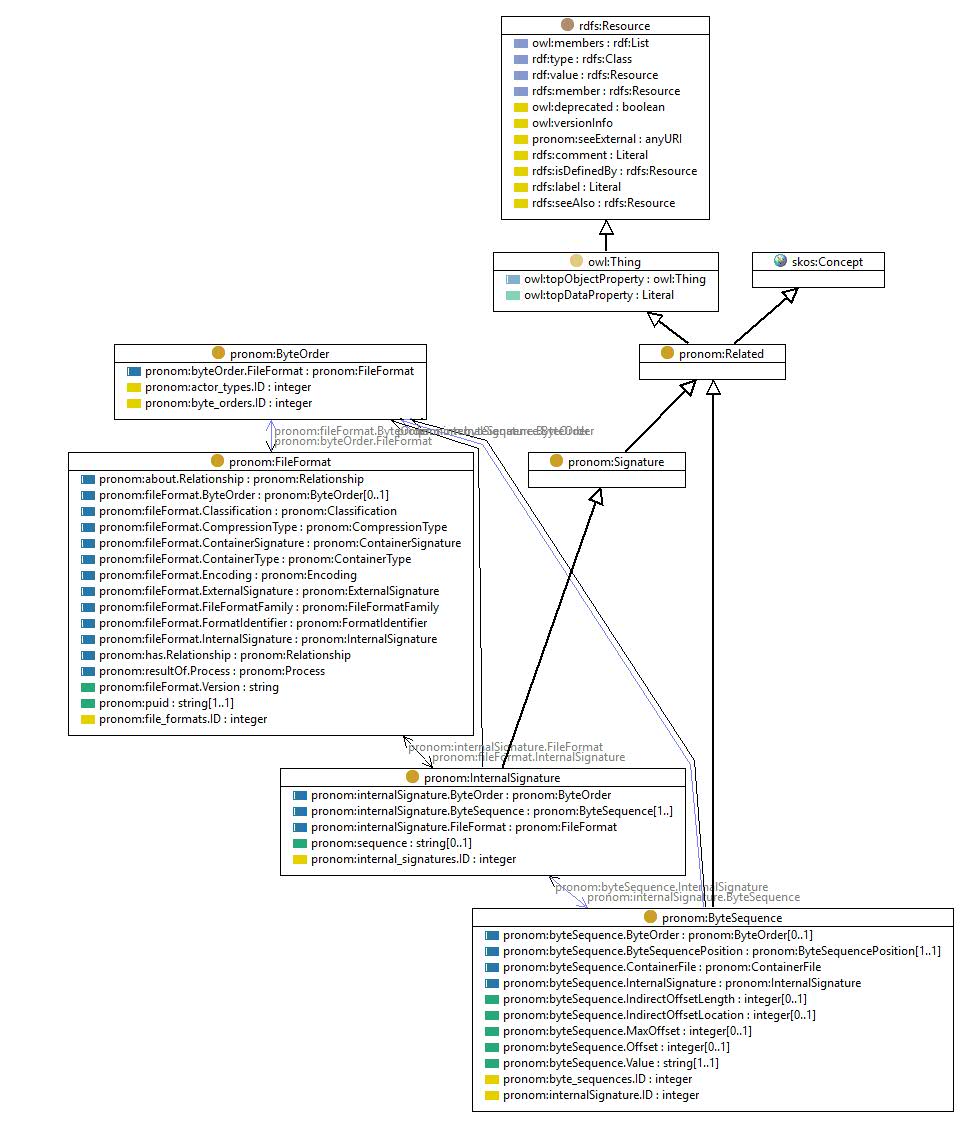 rdfs:Resource
owl:members : rdf:List
rdf:type : rdfs:Class
rdf:value : rdfs:Resource
rdfs:member : rdfs:Resource
owl:deprecated : boolean
owl:versionInfo
pronom:seeExternal : anyURI
rdfs:comment : Literal
rdfs:isDefinedBy : rdfs:Resource
rdfs:label : Literal
rdfs:seeAlso : rdfs:Resource
owl:Thing
owl:topObjectProperty : owl:Thing
owl:topDataProperty : Literal
skos:Concept
pronom:Related
pronom:ByteOrder
pronom:byteOrder.FileFormat : pronom:FileFormat
pronom:actor_types.ID : integer
pronom:byte_orders.ID : integer
pronom:byteOrder.FileFormat
pronom:FileFormat
pronom:about.Relationship : pronom:Relationship
pronom:fileFormat.ByteOrder : pronom:ByteOrder[0..1]
pronom:fileFormat.Classification : pronom:Classification
pronom:fileFormat.CompressionType : pronom:CompressionType
pronom:fileFormat.ContainerSignature : pronom:ContainerSignature
pronom:fileFormat.ContainerType : pronom:ContainerType
pronom:fileFormat.Encoding : pronom:Encoding
pronom:fileFormat.ExternalSignature : pronom:ExternalSignature
pronom:fileFormat.FileFormatFamily : pronom:FileFormatFamily
pronom:fileFormat.FormatIdentifier : pronom:FormatIdentifier
pronom:fileFormat.InternalSignature : pronom:InternalSignature
pronom:has.Relationship : pronom:Relationship
pronom:resultOf.Process : pronom:Process
pronom:fileFormat.Version : string
pronom:puid : string[1..1]
pronom:file_formats.ID : integer
pronom:Signature
pronom:internalSignature.FileFormat
pronom:fileFormat.InternalSignature
pronom:InternalSignature
pronom:internalSignature.ByteOrder : pronom:ByteOrder
pronom:internalSignature.ByteSequence : pronom:ByteSequence[1..]
pronom:internalSignature.FileFormat : pronom:FileFormat
pronom:sequence : string[0..1]
pronom:internal_signatures.ID : integer
pronom:byteSequence.InternalSignature
pronom:internalSignature.ByteSequence
pronom:ByteSequence
pronom:byteSequence.ByteOrder : pronom:ByteOrder[0..1]
pronom:byteSequence.ByteSequencePosition : pronom:ByteSequencePosition[1..1]
pronom:byteSequence.ContainerFile : pronom:ContainerFile
pronom:byteSequence.InternalSignature : pronom:InternalSignature
pronom:byteSequence.IndirectOffsetLength : integer[0..1]
pronom:byteSequence.IndirectOffsetLocation : integer[0..1]
pronom:byteSequence.MaxOffset : integer[0..1]
pronom:byteSequence.Offset : integer[0..1]
pronom:byteSequence.Value : string[1..1]
pronom:byte_sequences.ID : integer
pronom:internalSignature.ID : integer